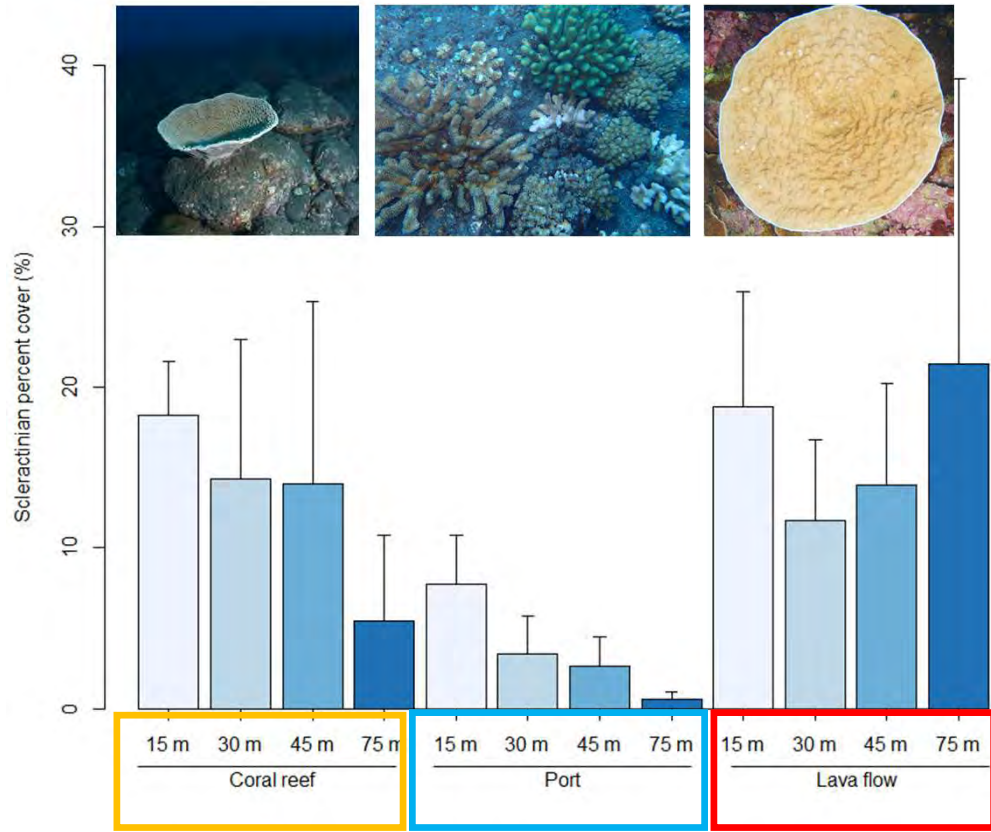 Scleractinian percent cover (%)
40
30
20
10
0
15 m 30 m 45 m 75 m 15 m 30 m 45 m 75 m 15 m 30 m 45 m 75 m
Coral reef Port Lava flow